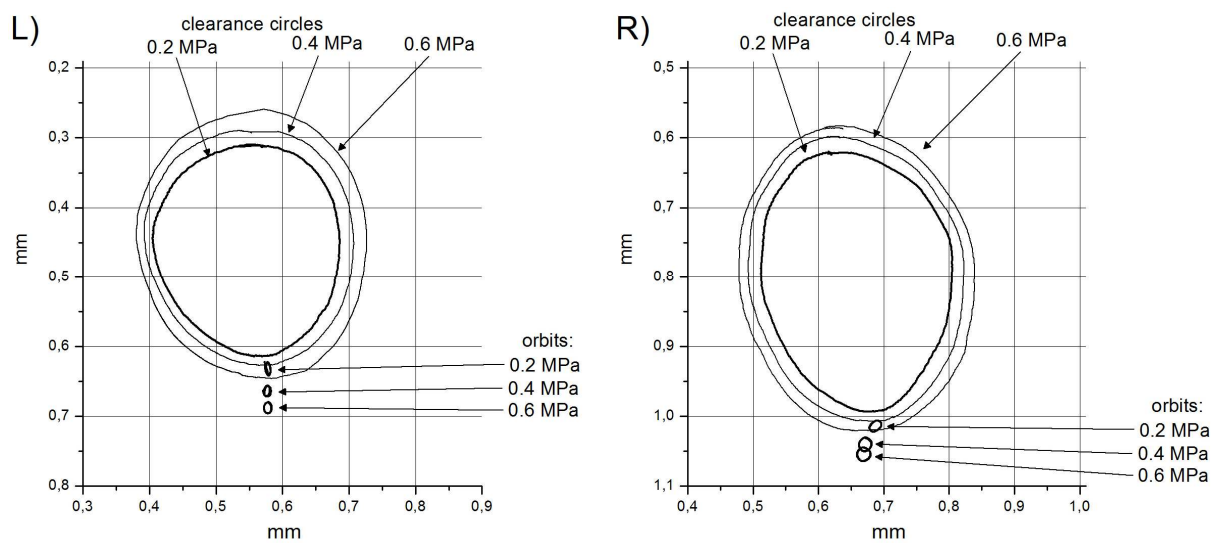 L)
clearance circles
0.2 MPa
0.4 MPa
0.6 MPa
0,2
0,3
0,4
0,5
0,6
0,7
0,8
mm
0,3
0,4
0,5
0,6
0,7
0,8
0,9
mm
orbits:
0.2 MPa
0.4 MPa
0.6 MPa
R)
clearance circles
0.2 MPa
0.4 MPa
0.6 MPa
0,5
0,6
0,7
0,8
0,9
1,0
1,1
mm
0,4
0,5
0,6
0,7
0,8
0,9
1,0
mm
orbits:
0.2 MPa
0.4 MPa
0.6 MPa